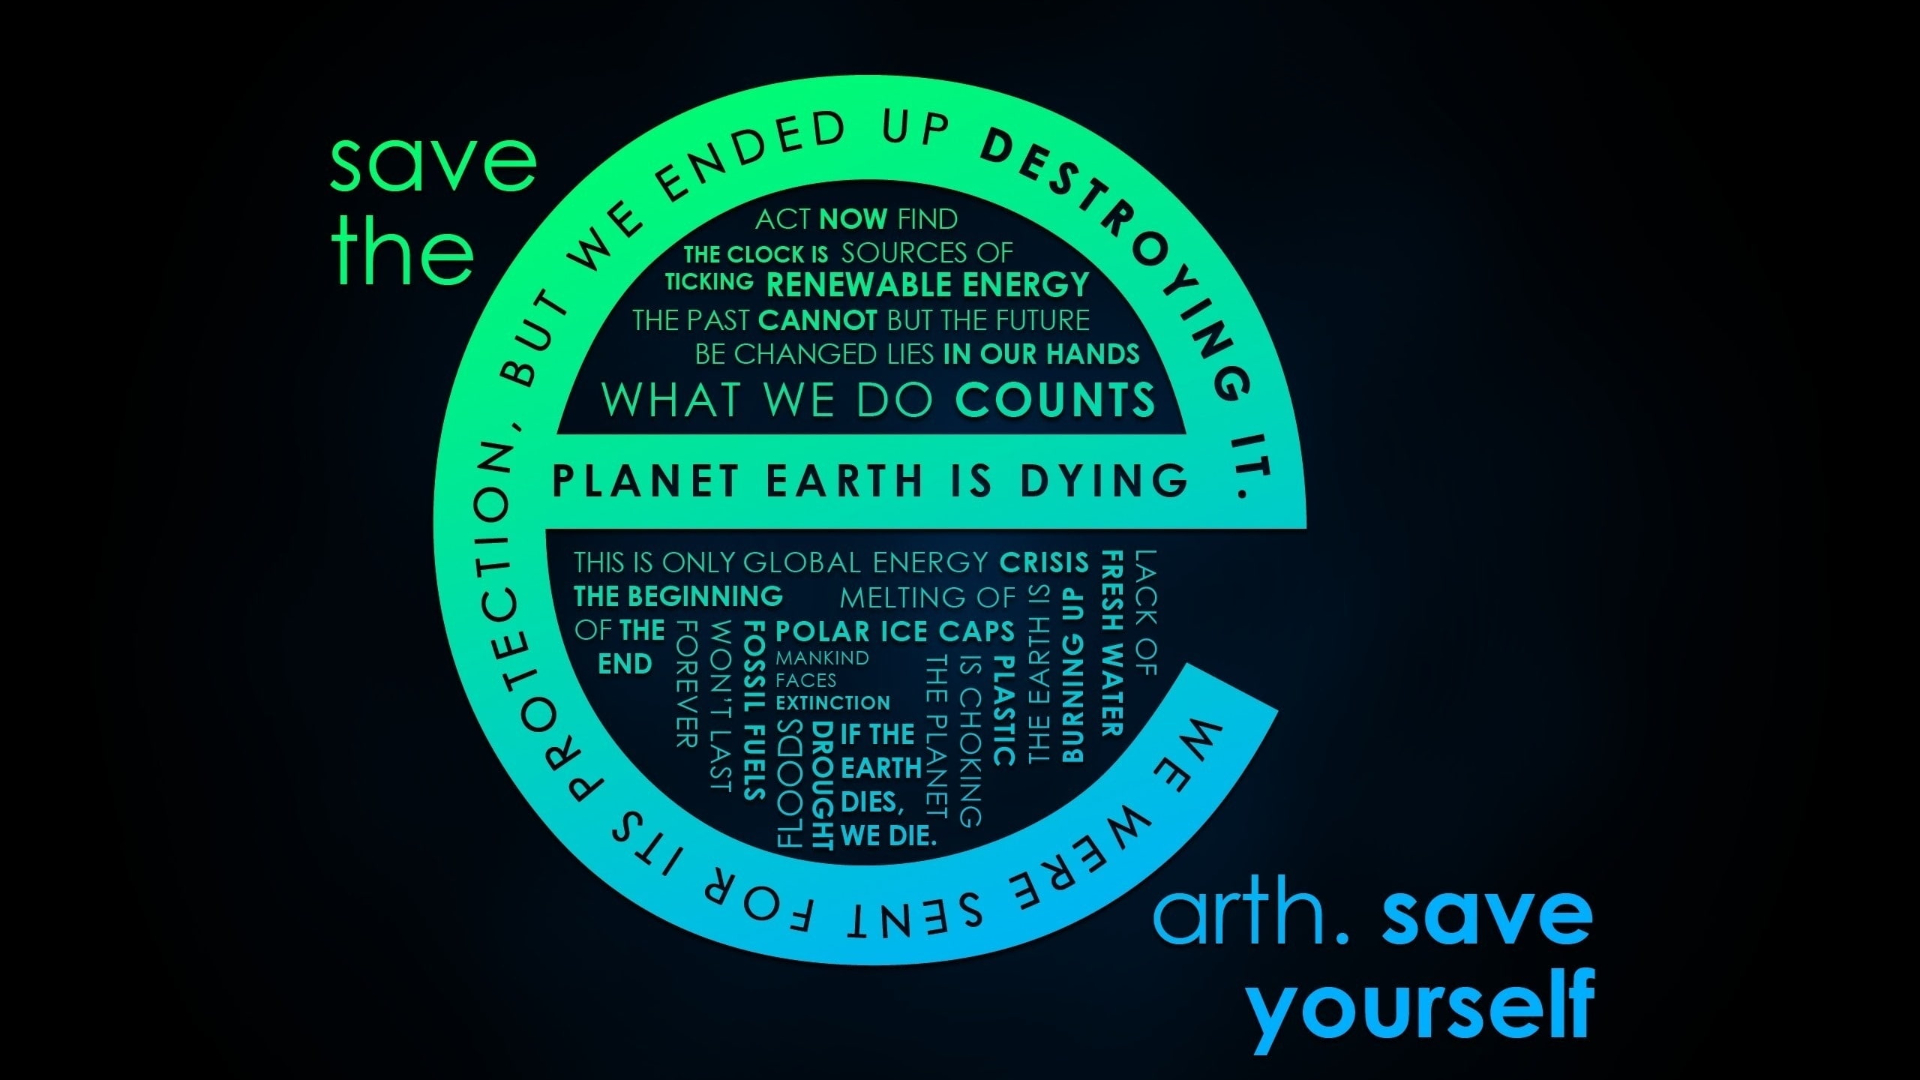 save
the
WE WERE SENT FOR ITS PROTECTION, BUT WE ENDED UP DESTROYING IT.
ACT NOW FIND
THE CLOCK IS SOURCES OF
TICKING RENEWABLE ENERGY
THE PAST CANNOT BUT THE FUTURE
BE CHANGED LIES IN OUR HANDS
WHAT WE DO COUNTS
PLANET EARTH IS DYING
THIS IS ONLY GLOBAL ENERGY CRISIS
THE BEGINNING
OF THE
END
MELTING OF
POLAR ICE CAPS
FOSSIL FUELS
WON'T LAST
FOREVER
MANKIND
FACES
EXTINCTION
FLOODS
DROUGHT
IF THE
EARTH
DIES,
WE DIE.
PLASTIC
IS CHOKING
THE PLANET
THE EARTH IS
BURNING UP
LACK OF
FRESH WATER
arth. save
yourself